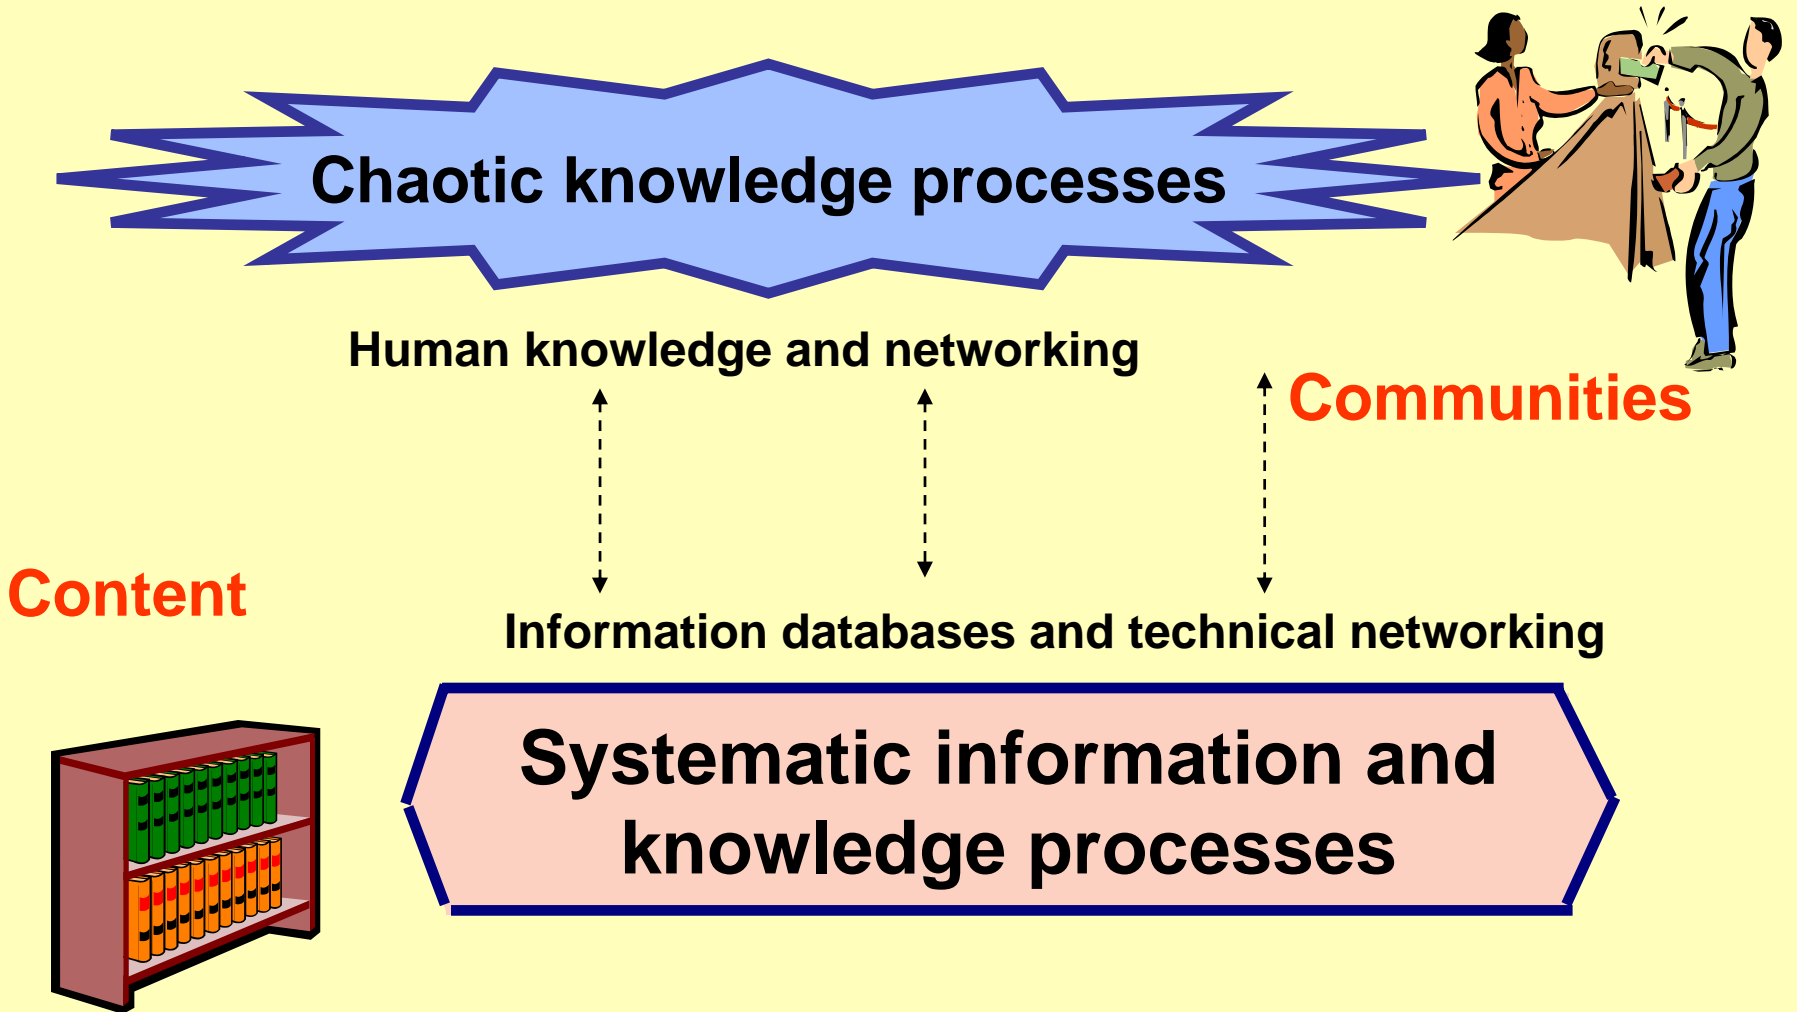 Chaotic knowledge processes
Human knowledge and networking
Communities
Content
Information databases and technical networking
Systematic information and
knowledge processes